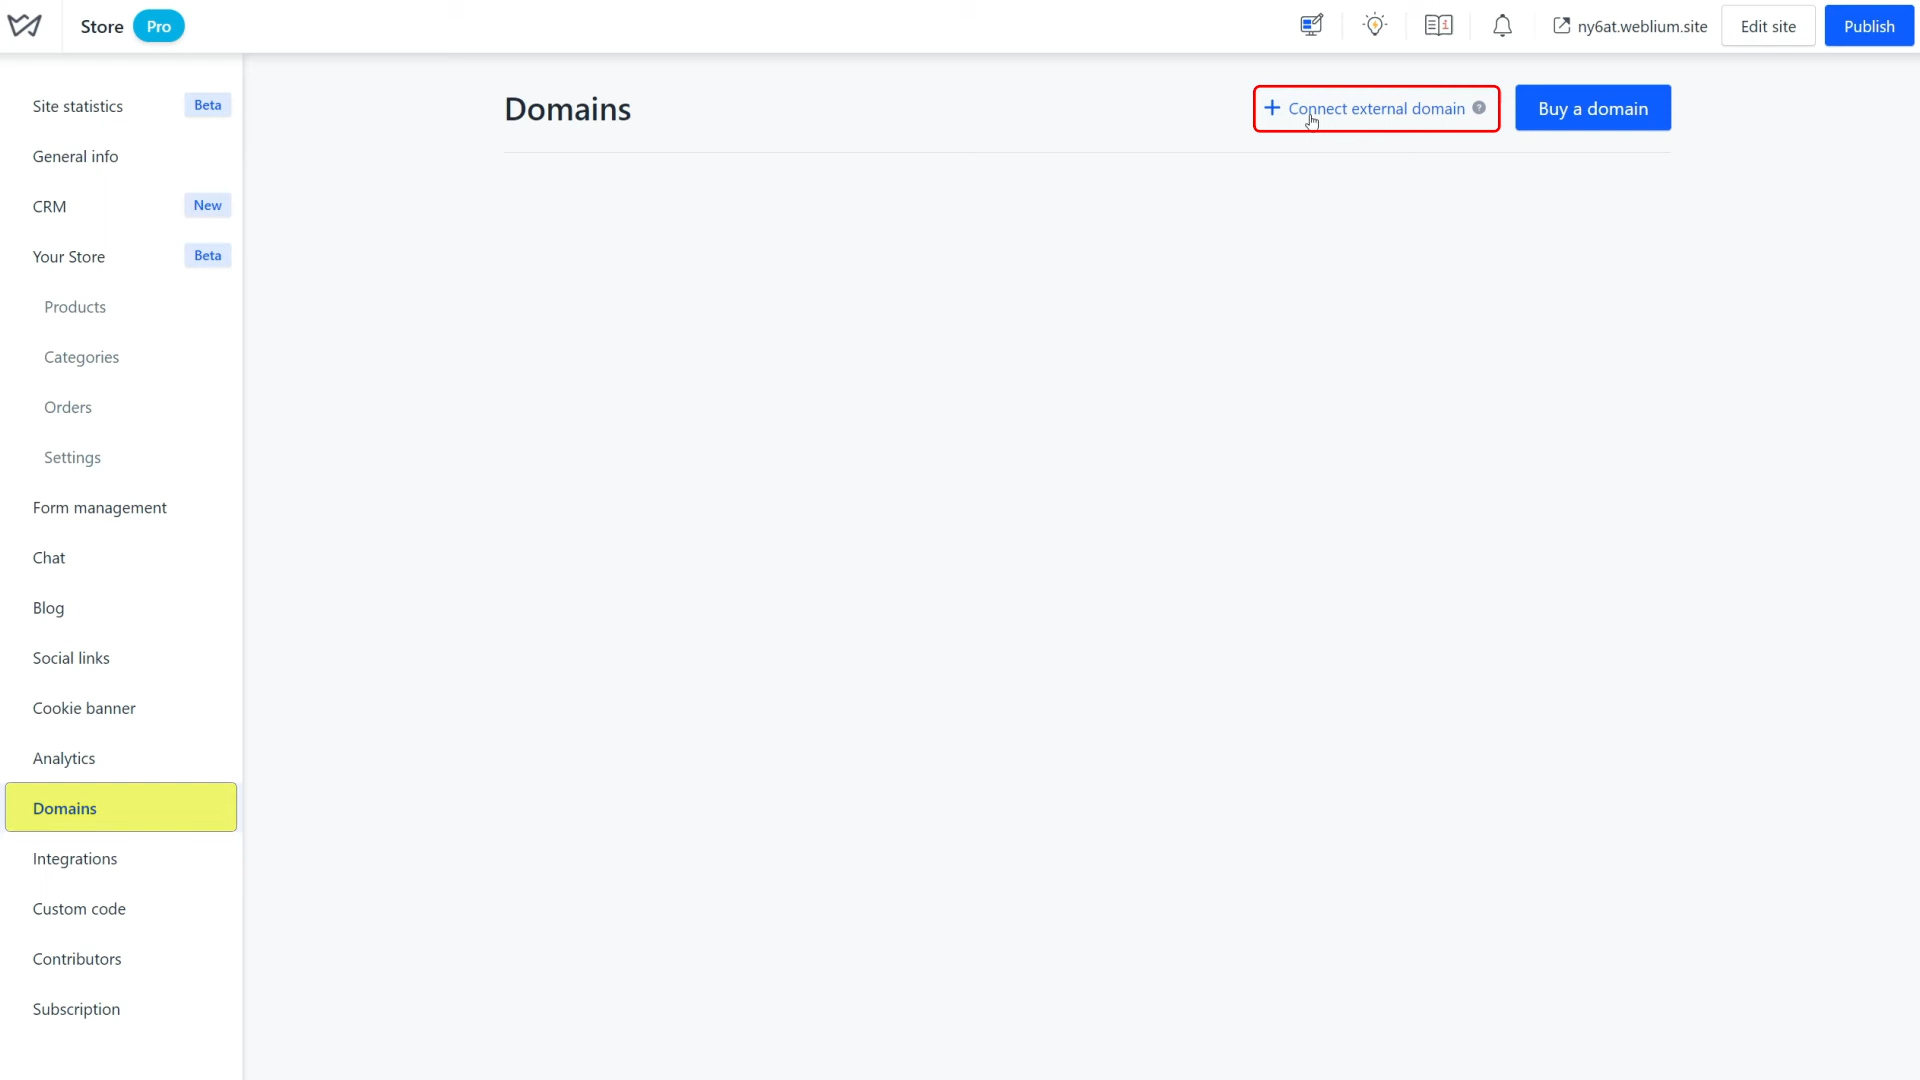 Store Pro
ny6at.weblium.site
Edit site
Publish
Site statistics Beta
General info
CRM New
Your Store Beta
Products
Categories
Orders
Settings
Form management
Chat
Blog
Social links
Cookie banner
Analytics
Domains
Integrations
Custom code
Contributors
Subscription
Domains
+ Connect external domain ?
Buy a domain